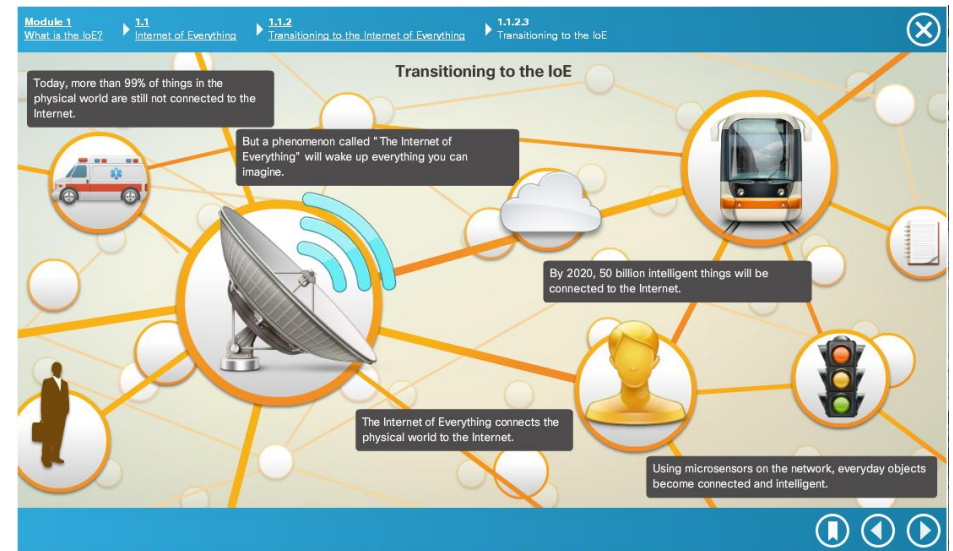 Module 1
What is the IoE?
1.1
Internet of Everything
1.1.2
Transitioning to the Internet of Everything
1.1.2.3
Transitioning to the IoE
Transitioning to the IoE
Today, more than 99% of things in the
physical world are still not connected to the
Internet.
But a phenomenon called "The Internet of
Everything" will wake up everything you can
imagine.
By 2020, 50 billion intelligent things will be
connected to the Internet.
The Internet of Everything connects the
physical world to the Internet.
Using microsensors on the network, everyday objects
become connected and intelligent.